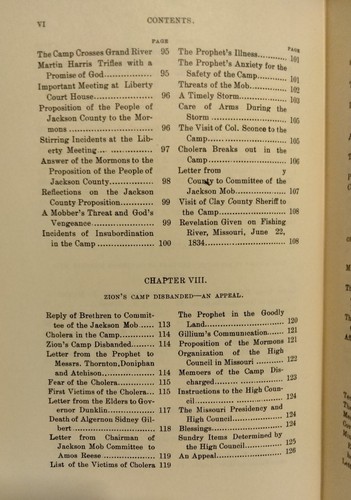 VI
CONTENTS.
PAGE
The Camp Crosses Grand River 95
Martin Harris Trifles with a
Promise of God 95
Important Meeting at Liberty
Court House 96
Proposition of the People of
Jackson County to the Mor-
mons 96
Stirring Incidents at the Lib-
erty Meeting 97
Answer of the Mormons to the
Proposition of the People of
Jackson County 98
Reflections on the Jackson
County Proposition 99
A Mobber's Threat and God's
Vengeance 99
Incidents of Insubordination
in the Camp 100
PAGE
The Prophet's Illness 101
The Prophet's Anxiety for the
Safety of the Camp 101
Threats of the Mob 103
A Timely Storm 103
Care of Arms During the
Storm 105
The Visit of Col. Sconce to the
Camp 105
Cholera Breaks out in the
Camp 106
Letter from y
County to Committee of the
Jackson Mob 107
Visit of Clay County Sheriff to
the Camp 108
Revelation Given on Fishing
River, Missouri, June 22,
1834 108
CHAPTER VIII.
ZION'S CAMP DISBANDED—AN APPEAL.
Reply of Brethren to Commit-
tee of the Jackson Mob 113
Cholera in the Camp 114
Zion's Camp Disbanded 114
Letter from the Prophet to
Messrs. Thornton, Doniphan
and Atchison 114
Fear of the Cholera 115
First Victims of the Cholera 115
Letter from the Elders to Gov-
ernor Dunklin 117
Death of Algernou Sidney Gil-
bert 118
Letter from Chairman of
Jackson Mob Committee to
Amos Reese 119
List of the Victims of Cholera 119
The Prophet in the Goodly
Land 120
Gillium's Communication 121
Proposition of the Mormons 121
Organization of the High
Council in Missouri 122
Members of the Camp Dis-
charged 123
Instructions to the High Coun-
cil 124
The Missouri Presidency and
High Council 124
Blessings 124
Sundry Items Determined by
the High Council 125
An Appeal 126